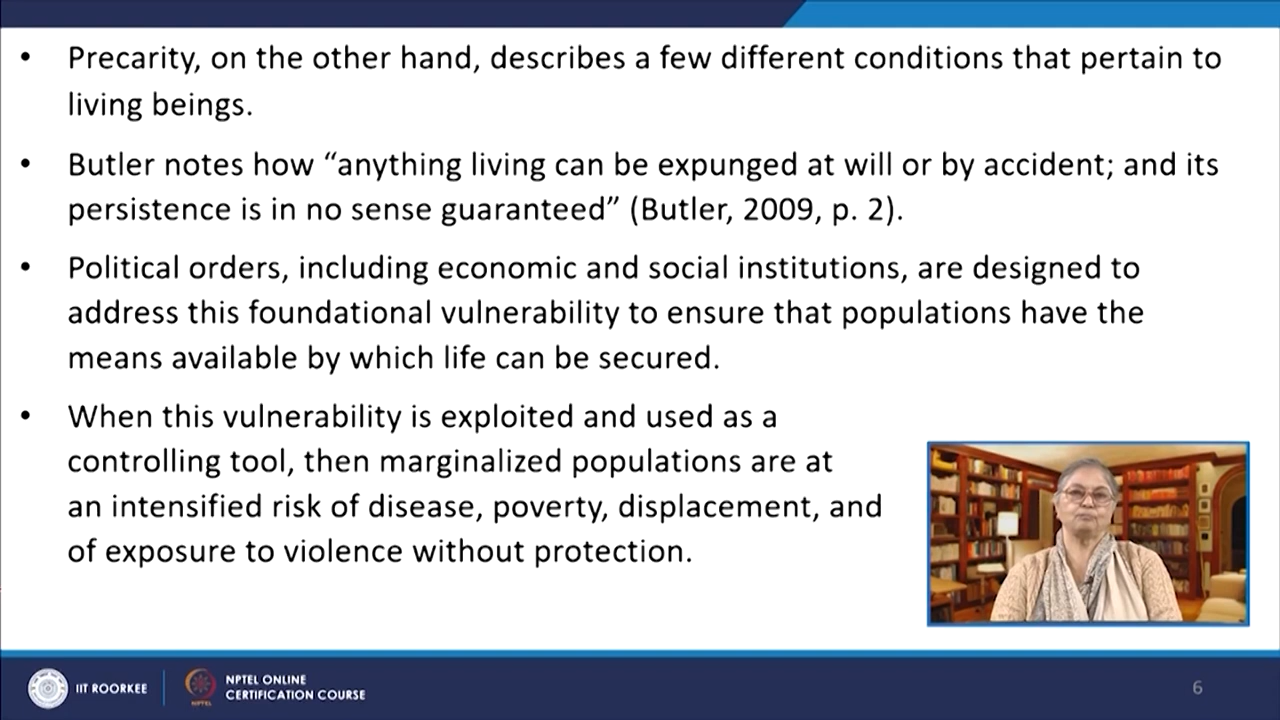 • Precarity, on the other hand, describes a few different conditions that pertain to
living beings.
• Butler notes how “anything living can be expunged at will or by accident; and its
persistence is in no sense guaranteed” (Butler, 2009, p. 2).
• Political orders, including economic and social institutions, are designed to
address this foundational vulnerability to ensure that populations have the
means available by which life can be secured.
• When this vulnerability is exploited and used as a
controlling tool, then marginalized populations are at
an intensified risk of disease, poverty, displacement, and
of exposure to violence without protection.
IIT ROORKEE
NPTEL
NPTEL ONLINE
CERTIFICATION COURSE
6